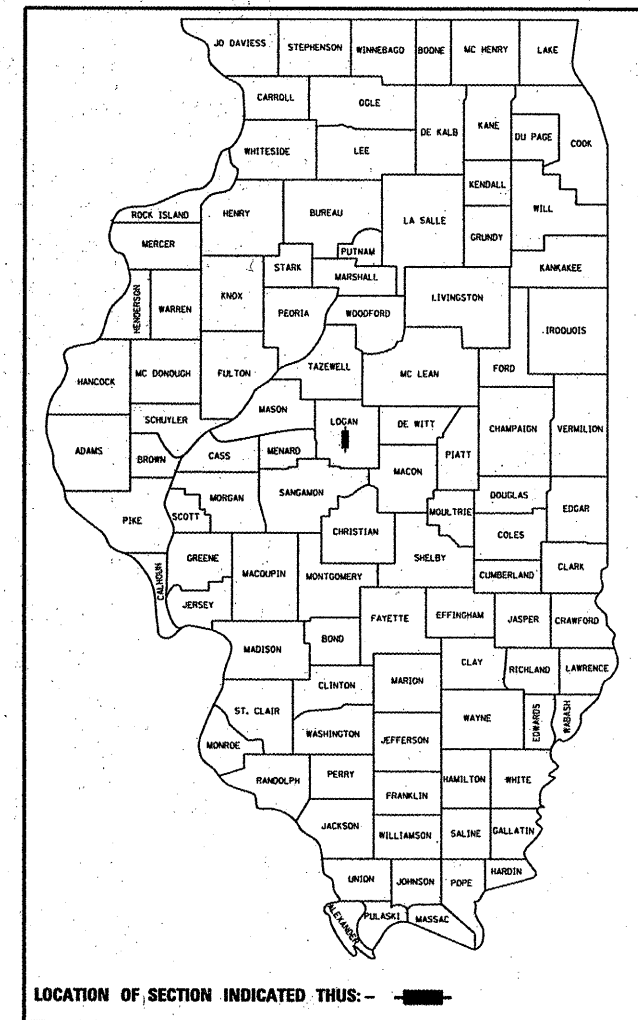 JO DAVIESS STEPHENSON WINNEBAGO BOONE MC HENRY LAKE
CARROLL OGLE DE KALB KANE DU PAGE COOK
WHITESIDE LEE KENDALL WILL
ROCK ISLAND HENRY BUREAU LA SALLE GRUNDY
MERCER PUTNAM KANKAKEE
STARK MARSHALL LIVINGSTON
HENDERSON WARREN KNOX PEORIA WOODFORD IROQUOIS
HANCOCK MC DONOUGH FULTON TAZEWELL MC LEAN FORD
MASON LOGAN DE WITT CHAMPAIGN VERMILION
SCHUYLER
ADAMS BROWN CASS MENARD MACON PIATT
MORGAN SANGAMON DOUGLAS EDGAR
PIKE SCOTT CHRISTIAN MOULTRIE COLES
GREENE MACOUPIN MONTGOMERY SHELBY CUMBERLAND CLARK
CALHOUN JERSEY
FAYETTE EFFINGHAM JASPER CRAWFORD
MADISON BOND
CLINTON MARION CLAY RICHLAND LAWRENCE
ST. CLAIR WAYNE EDWARDS WABASH
MONROE WASHINGTON JEFFERSON
RANDOLPH PERRY HAMILTON WHITE
FRANKLIN
JACKSON WILLIAMSON SALINE GALLATIN
UNION JOHNSON POPE HARDIN
ALEXANDER PULASKI MASSAC
LOCATION OF SECTION INDICATED THUS: -